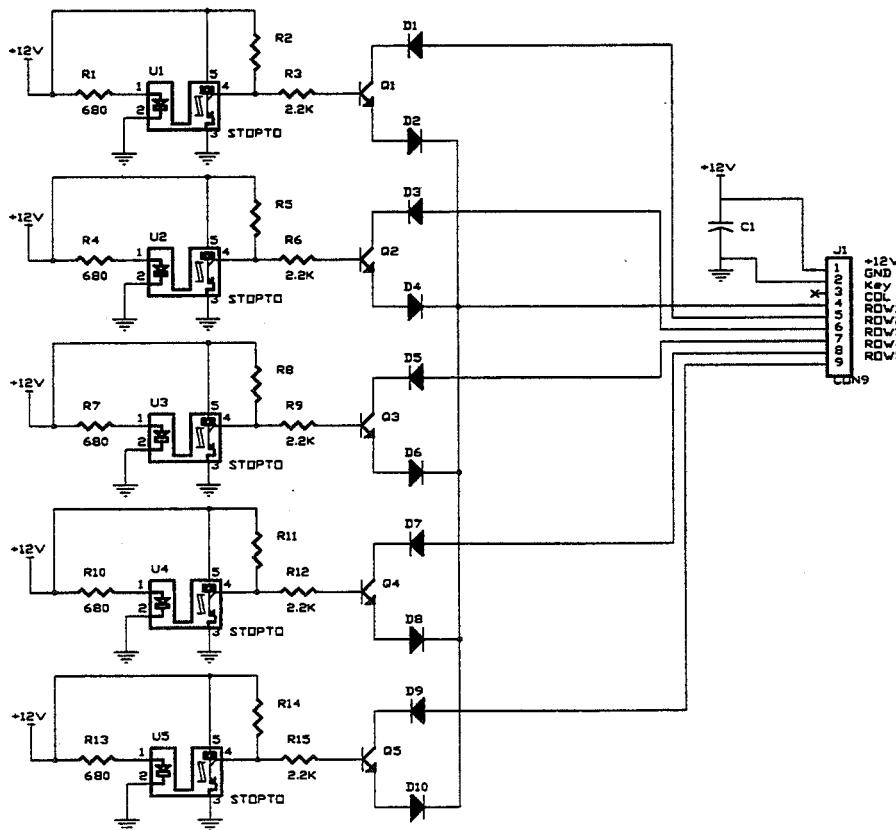 +12V
R1
680
U1
1
2
5
4
3
STOPTO
R2
R3
2.2K
Q1
D1
D2
+12V
R4
680
U2
1
2
5
4
3
STOPTO
R5
R6
2.2K
Q2
D3
D4
+12V
R7
680
U3
1
2
5
4
3
STOPTO
R8
R9
2.2K
Q3
D5
D6
+12V
R10
680
U4
1
2
5
4
3
STOPTO
R11
R12
2.2K
Q4
D7
D8
+12V
R13
680
U5
1
2
5
4
3
STOPTO
R14
R15
2.2K
Q5
D9
D10
+12V
C1
J1
1 +12V
2 GND
3 Key
4 COL
5 ROW
6 ROW
7 ROW
8 ROW
9 ROW
CON9